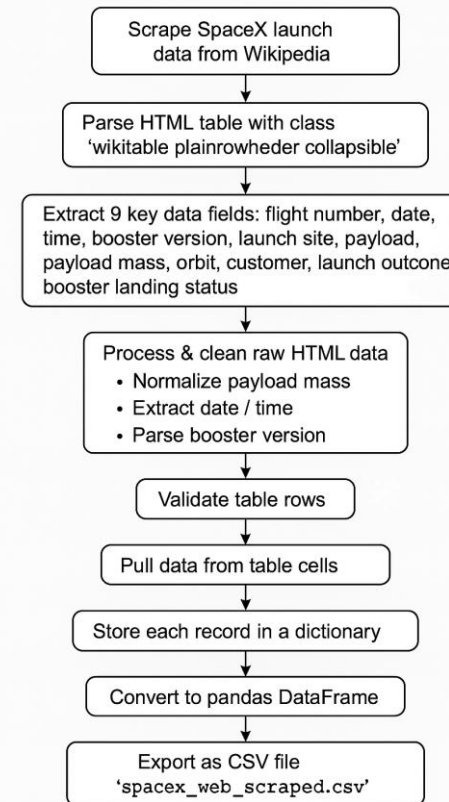 Scrape SpaceX launch
data from Wikipedia
Parse HTML table with class
‘wikitable plainrowheder collapsible’
Extract 9 key data fields: flight number, date,
time, booster version, launch site, payload,
payload mass, orbit, customer, launch outcone
booster landing status
Process & clean raw HTML data
• Normalize payload mass
• Extract date / time
• Parse booster version
Validate table rows
Pull data from table cells
Store each record in a dictionary
Convert to pandas DataFrame
Export as CSV file
‘spacex_web_scraped.csv’